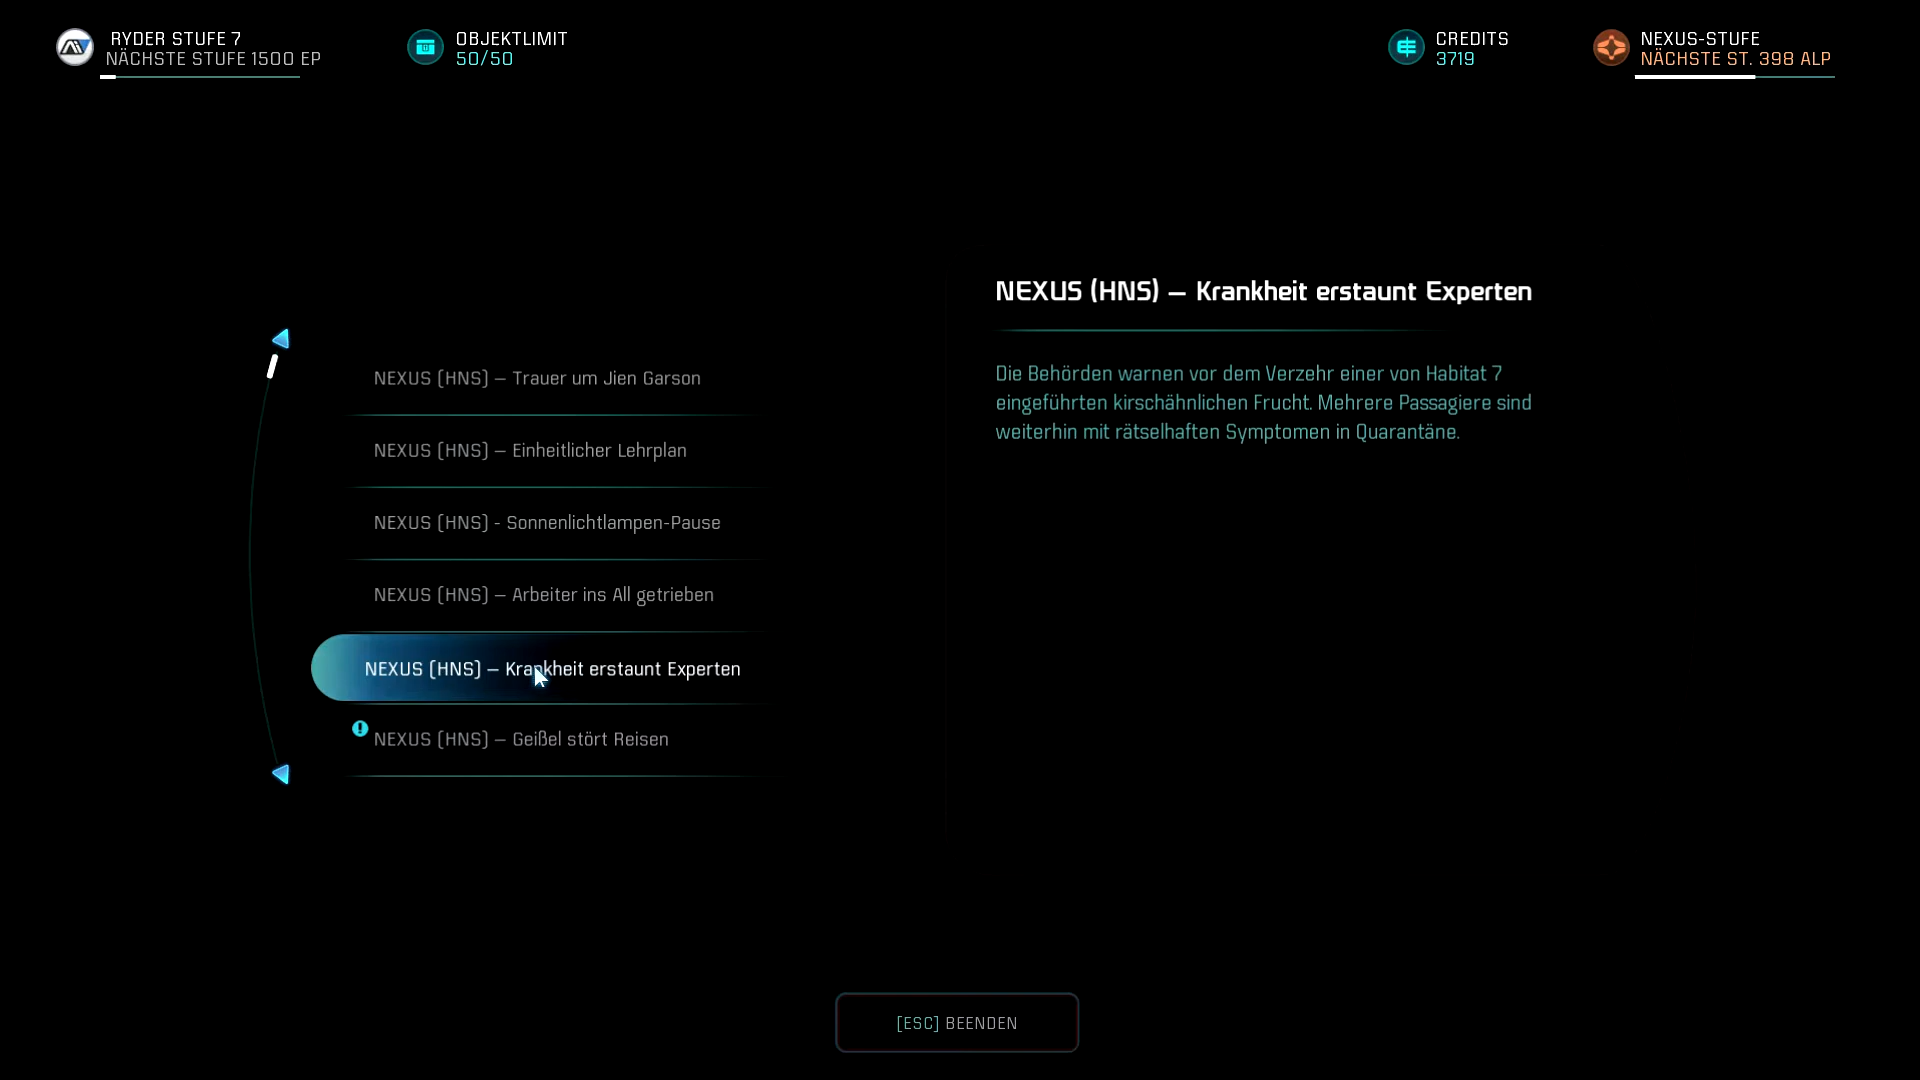 RYDER STUFE 7
NÄCHSTE STUFE 1500 EP
OBJEKTLIMIT
50/50
CREDITS
3719
NEXUS-STUFE
NÄCHSTE ST. 398 ALP
NEXUS (HNS) – Trauer um Jien Garson
NEXUS (HNS) – Einheitlicher Lehrplan
NEXUS (HNS) - Sonnenlichtlampen-Pause
NEXUS (HNS) – Arbeiter ins All getrieben
NEXUS (HNS) – Krankheit erstaunt Experten
NEXUS (HNS) – Geißel stört Reisen
NEXUS (HNS) – Krankheit erstaunt Experten
Die Behörden warnen vor dem Verzehr einer von Habitat 7
eingeführten kirschähnlichen Frucht. Mehrere Passagiere sind
weiterhin mit rätselhaften Symptomen in Quarantäne.
[ESC] BEENDEN